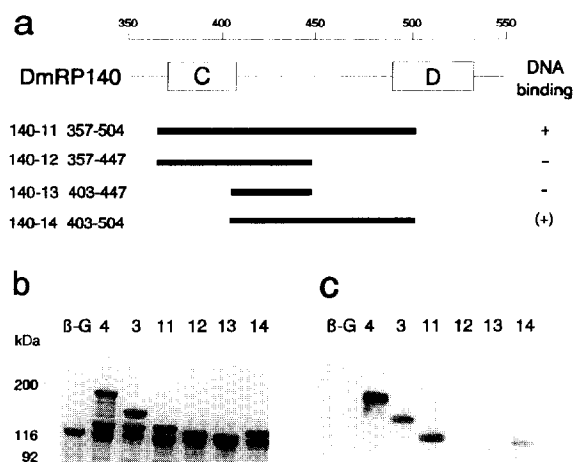 a
350 400 450 500 550
DmRP140 C D DNA binding
140-11 357-504 +
140-12 357-447 -
140-13 403-447 -
140-14 403-504 (+)
b
ß-G 4 3 11 12 13 14
kDa
200
116
92
c
ß-G 4 3 11 12 13 14